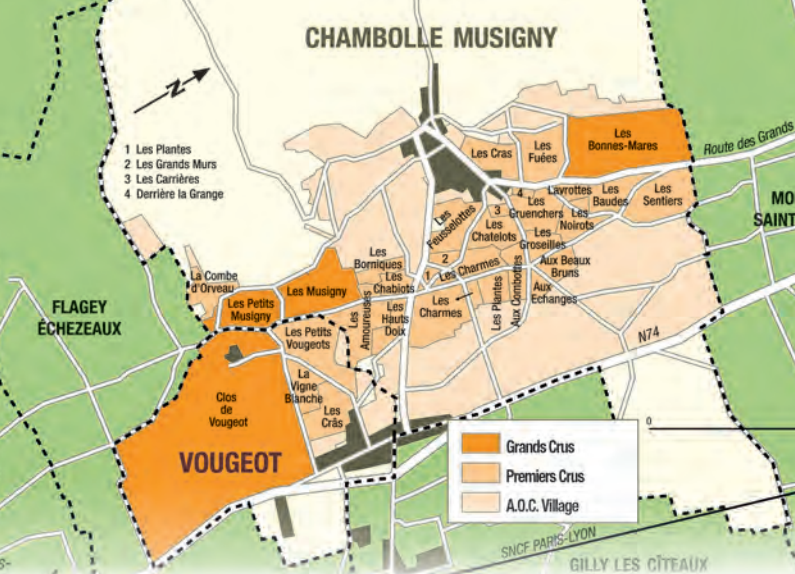 CHAMBOLLE MUSIGNY
N
1 Les Plantes
2 Les Grands Murs
3 Les Carrières
4 Derrière la Grange
Les
Bonnes-Mares
Route des Grands
Les Cras
Les
Fuées
MO
SAINT
4
Lavrottes
Les
Gruenchers
Les
Baudes
Les
Sentiers
Les
Noirots
Les
Feusselottes
3
Les
Chatelots
Les
Groseilles
2
1
Les Charmes
Aux Beaux
Bruns
Les
Borniques
Les
Chabiots
La Combe
d'Orveau
Les Musigny
Les Petits
Musigny
Les
Amoureuses
Les
Hauts
Doix
Les
Charmes
Les Plantes
Aux Combottes
Aux
Echanges
FLAGEY
ÉCHEZEAUX
Les Petits
Vougeots
N74
La
Vigne
Blanche
Les
Crâs
Clos
de
Vougeot
VOUGEOT
0
Grands Crus
Premiers Crus
A.O.C. Village
SNCF PARIS-LYON
GILLY LES CÎTEAUX
S-